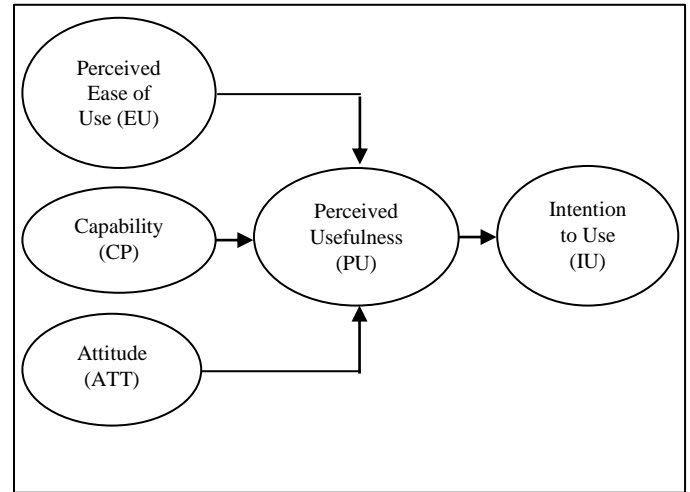 Perceived
Ease of
Use (EU)
Capability
(CP)
Attitude
(ATT)
Perceived
Usefulness
(PU)
Intention
to Use
(IU)